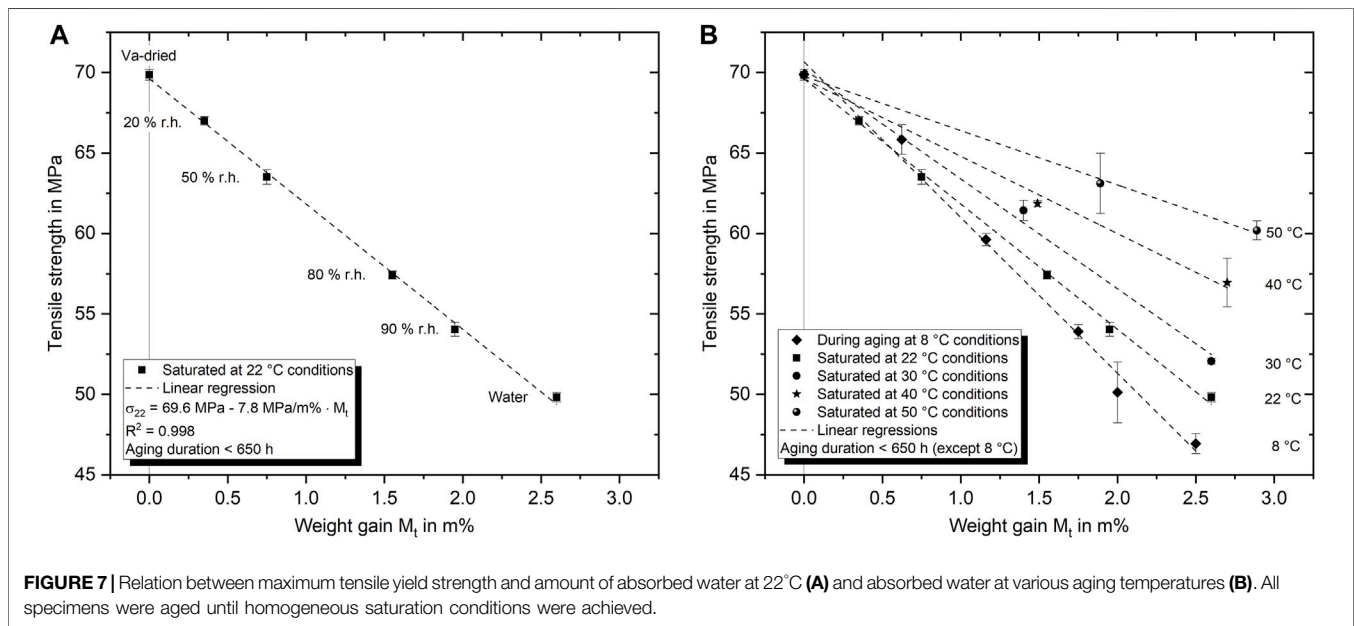 A
Va-dried
20 % r.h.
50 % r.h.
80 % r.h.
90 % r.h.
Water
70
65
60
55
50
45
Tensile strength in MPa
Saturated at 22 °C conditions
Linear regression
σ22 = 69.6 MPa - 7.8 MPa/m% · Mt
R2 = 0.998
Aging duration < 650 h
0.0 0.5 1.0 1.5 2.0 2.5 3.0
Weight gain Mt in m%
B
70
65
60
55
50
45
Tensile strength in MPa
50 °C
40 °C
30 °C
22 °C
8 °C
During aging at 8 °C conditions
Saturated at 22 °C conditions
Saturated at 30 °C conditions
Saturated at 40 °C conditions
Saturated at 50 °C conditions
Linear regressions
Aging duration < 650 h (except 8 °C)
0.0 0.5 1.0 1.5 2.0 2.5 3.0
Weight gain Mt in m%
FIGURE 7 | Relation between maximum tensile yield strength and amount of absorbed water at 22°C (A) and absorbed water at various aging temperatures (B). All
specimens were aged until homogeneous saturation conditions were achieved.